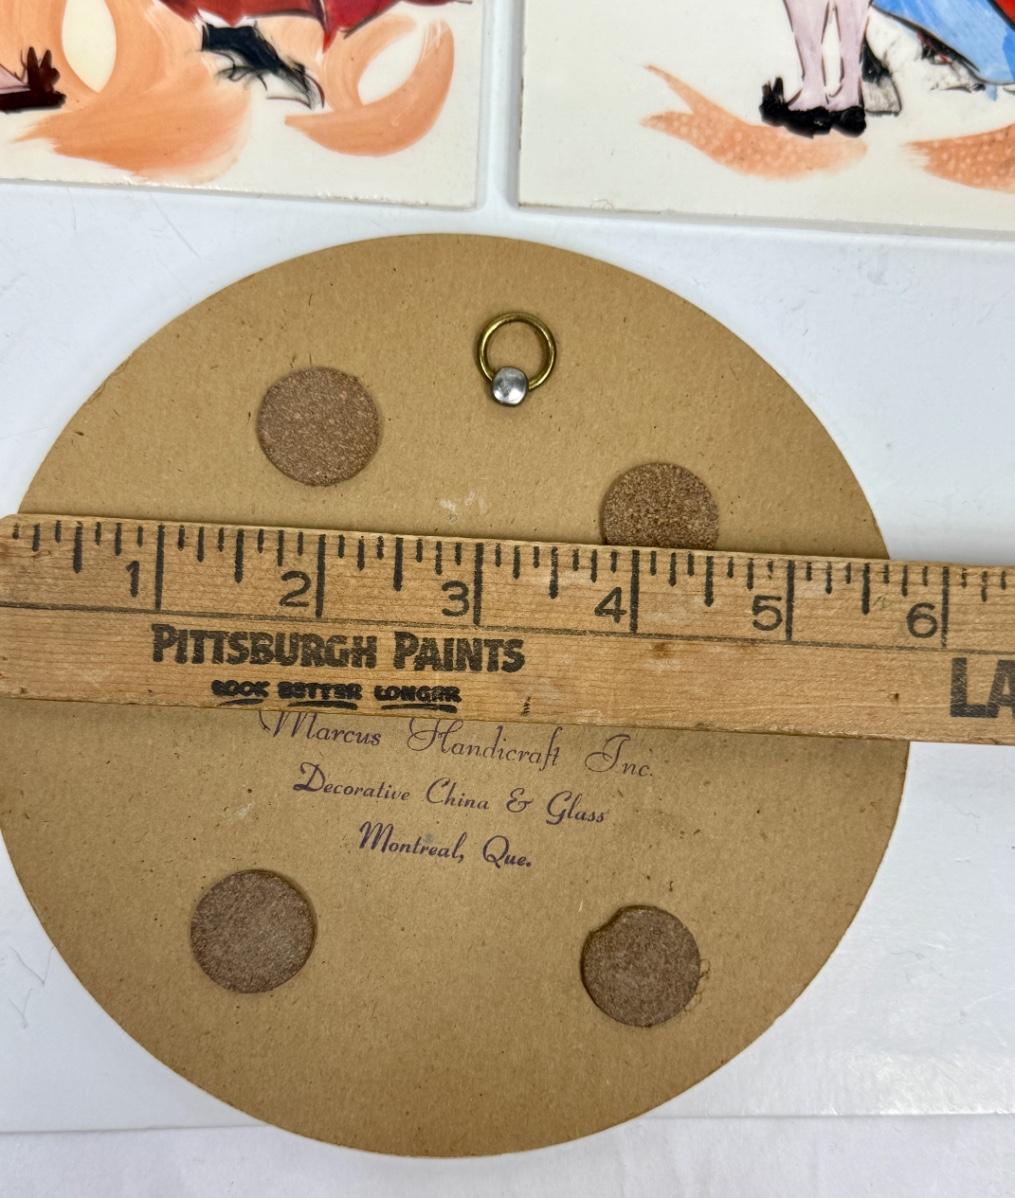 1 2 3 4 5 6
PITTSBURGH PAINTS
LOOK BETTER LONGER
LA
Marcus Handicraft Inc.
Decorative China & Glass
Montreal, Que.